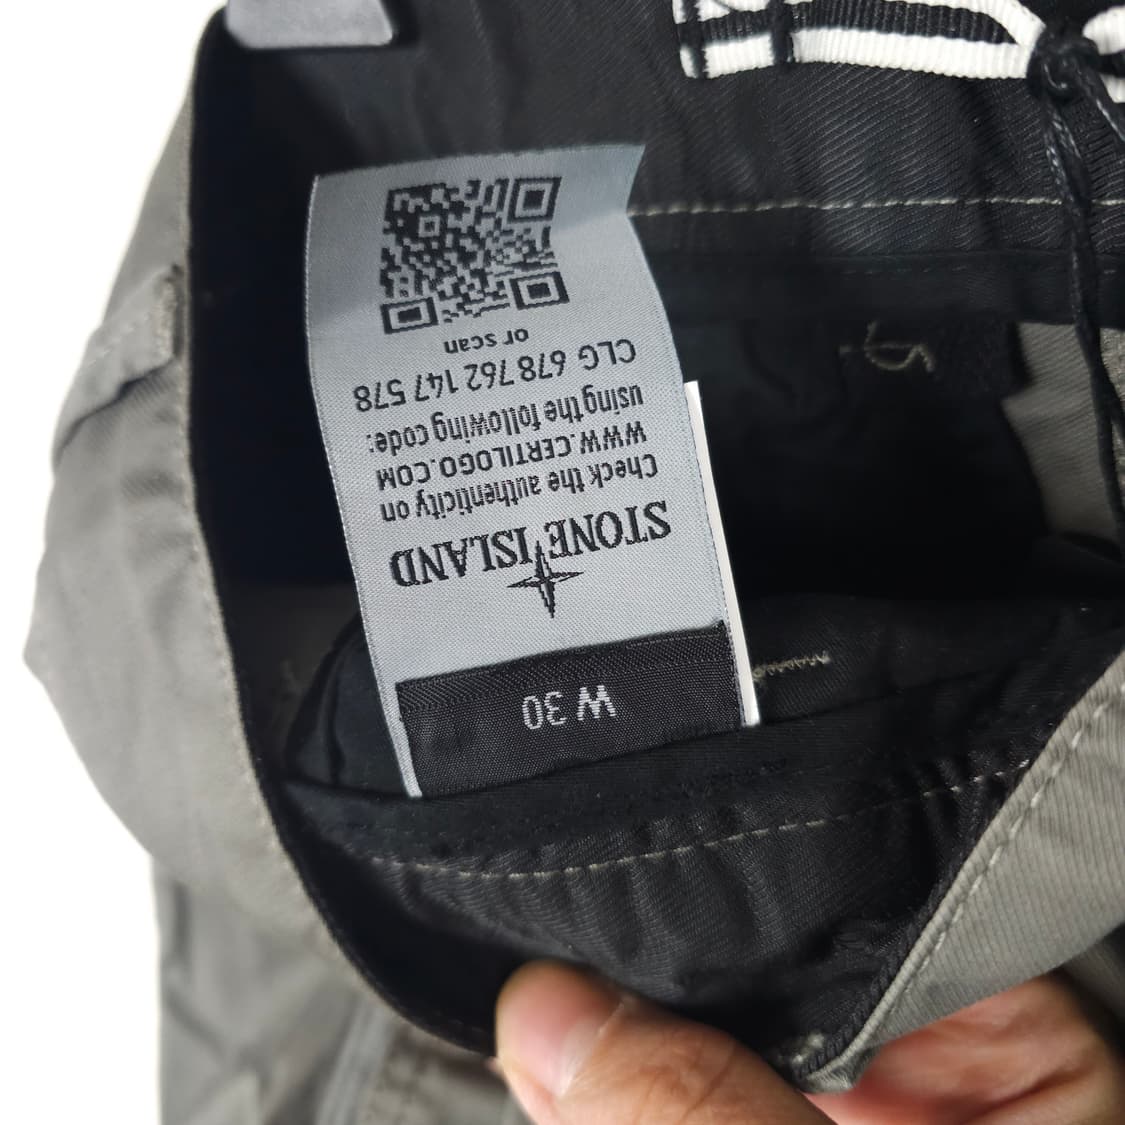 W 30
STONE ISLAND
Check the authenticity on
WWW.CERTILOGO.COM
using the following code:
CLG 678 762 147 578
or scan